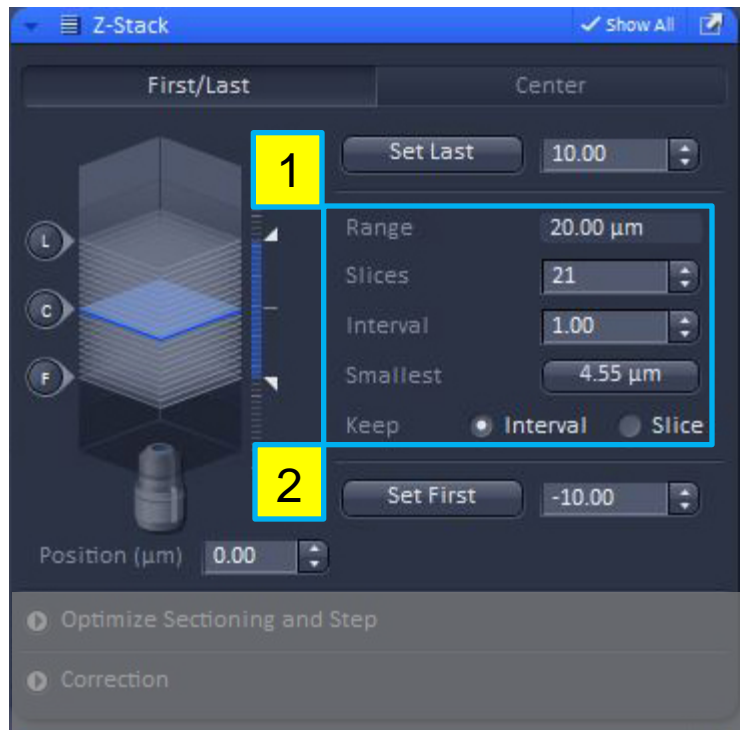 Z-Stack Show All
First/Last Center
1 Set Last 10.00
Range 20.00 µm
L
Slices 21
C
Interval 1.00
F
Smallest 4.55 µm
Keep Interval Slice
2 Set First -10.00
Position (µm) 0.00
Optimize Sectioning and Step
Correction